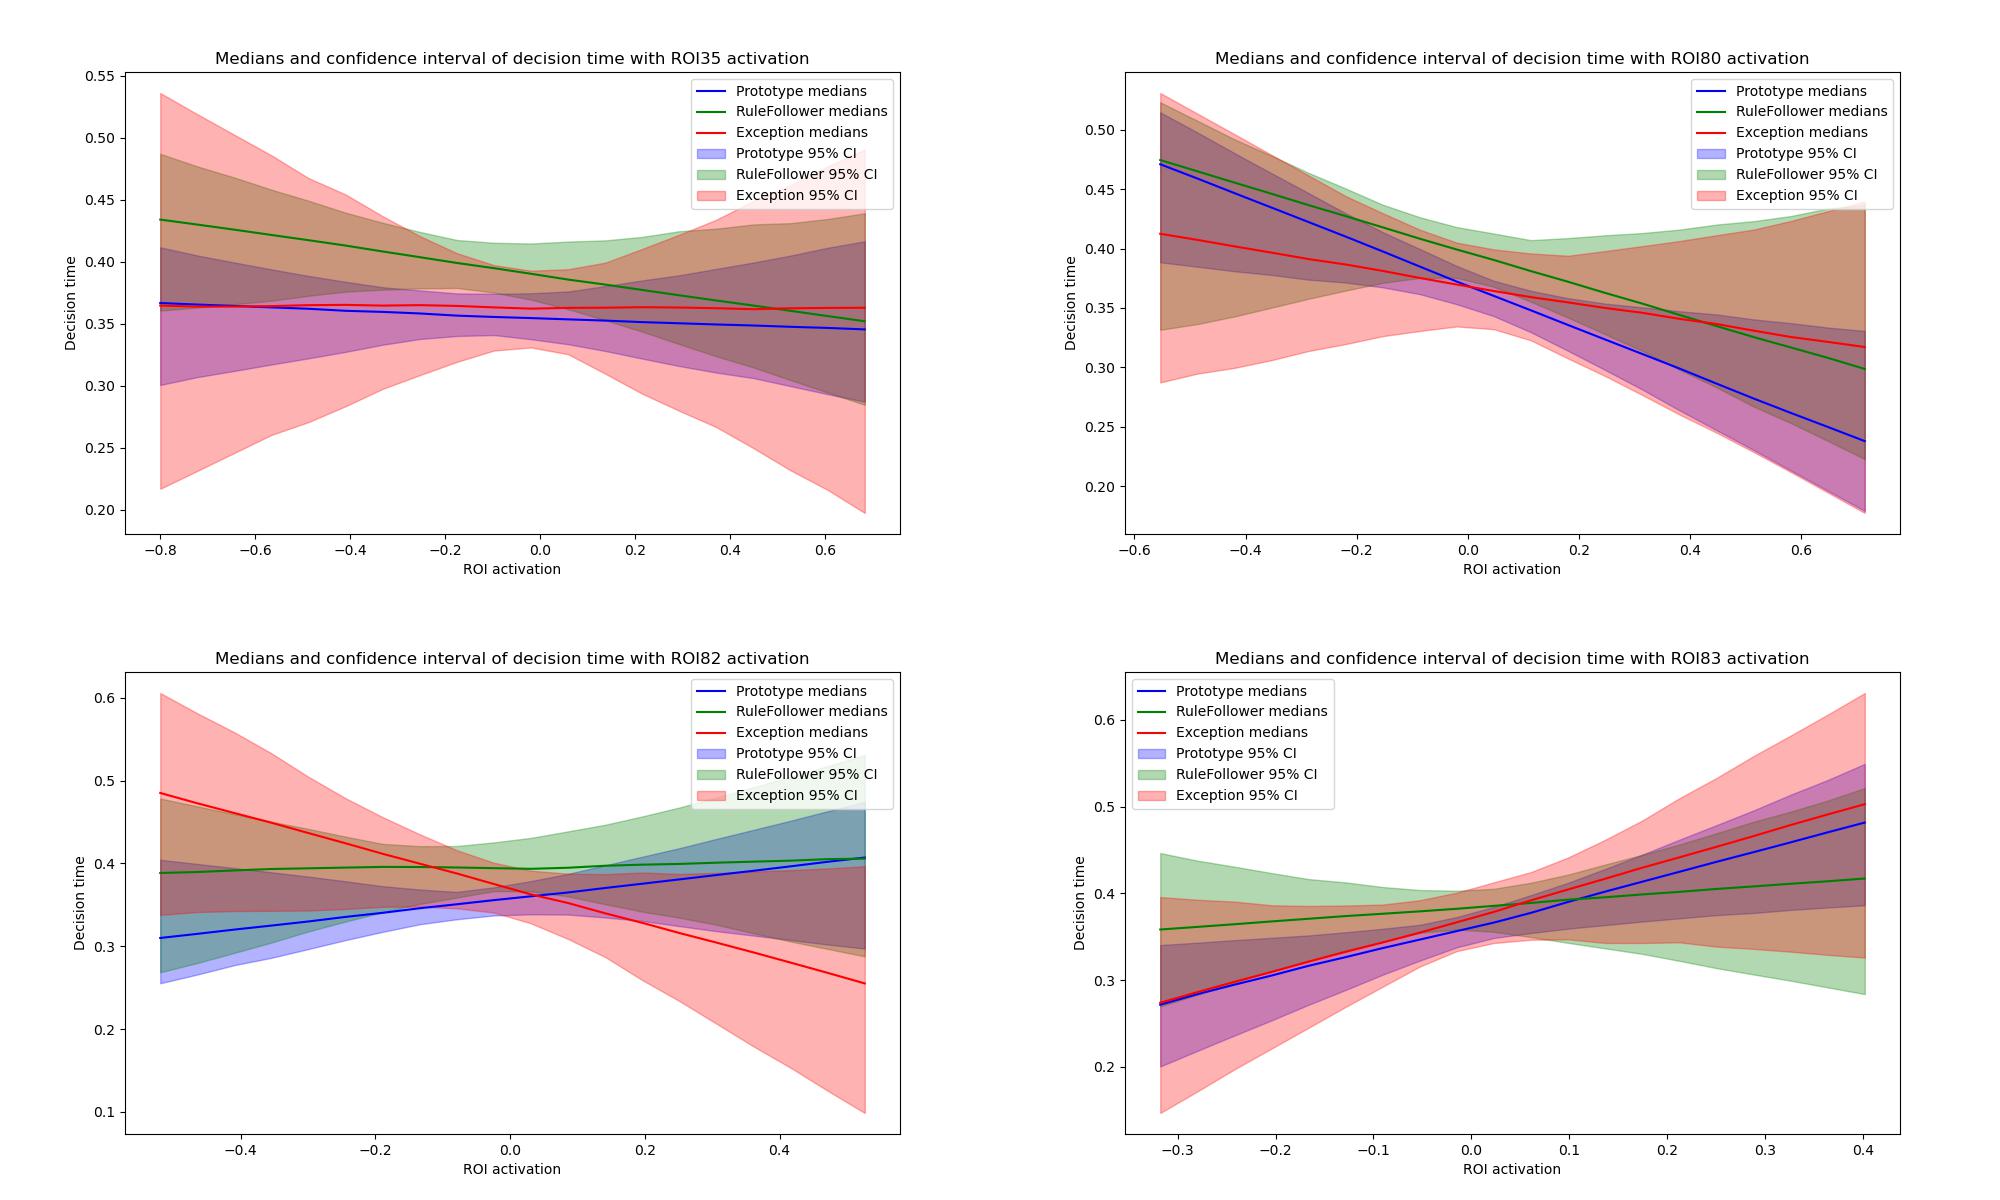 Medians and confidence interval of decision time with ROI35 activation
0.55
0.50
0.45
0.40
0.35
0.30
0.25
0.20
Decision time
Prototype medians
RuleFollower medians
Exception medians
Prototype 95% CI
RuleFollower 95% CI
Exception 95% CI
−0.8 −0.6 −0.4 −0.2 0.0 0.2 0.4 0.6
ROI activation
Medians and confidence interval of decision time with ROI80 activation
0.50
0.45
0.40
0.35
0.30
0.25
0.20
Decision time
Prototype medians
RuleFollower medians
Exception medians
Prototype 95% CI
RuleFollower 95% CI
Exception 95% CI
−0.6 −0.4 −0.2 0.0 0.2 0.4 0.6
ROI activation
Medians and confidence interval of decision time with ROI82 activation
0.6
0.5
0.4
0.3
0.2
0.1
Decision time
Prototype medians
RuleFollower medians
Exception medians
Prototype 95% CI
RuleFollower 95% CI
Exception 95% CI
−0.4 −0.2 0.0 0.2 0.4
ROI activation
Medians and confidence interval of decision time with ROI83 activation
0.6
0.5
0.4
0.3
0.2
Decision time
Prototype medians
RuleFollower medians
Exception medians
Prototype 95% CI
RuleFollower 95% CI
Exception 95% CI
−0.3 −0.2 −0.1 0.0 0.1 0.2 0.3 0.4
ROI activation